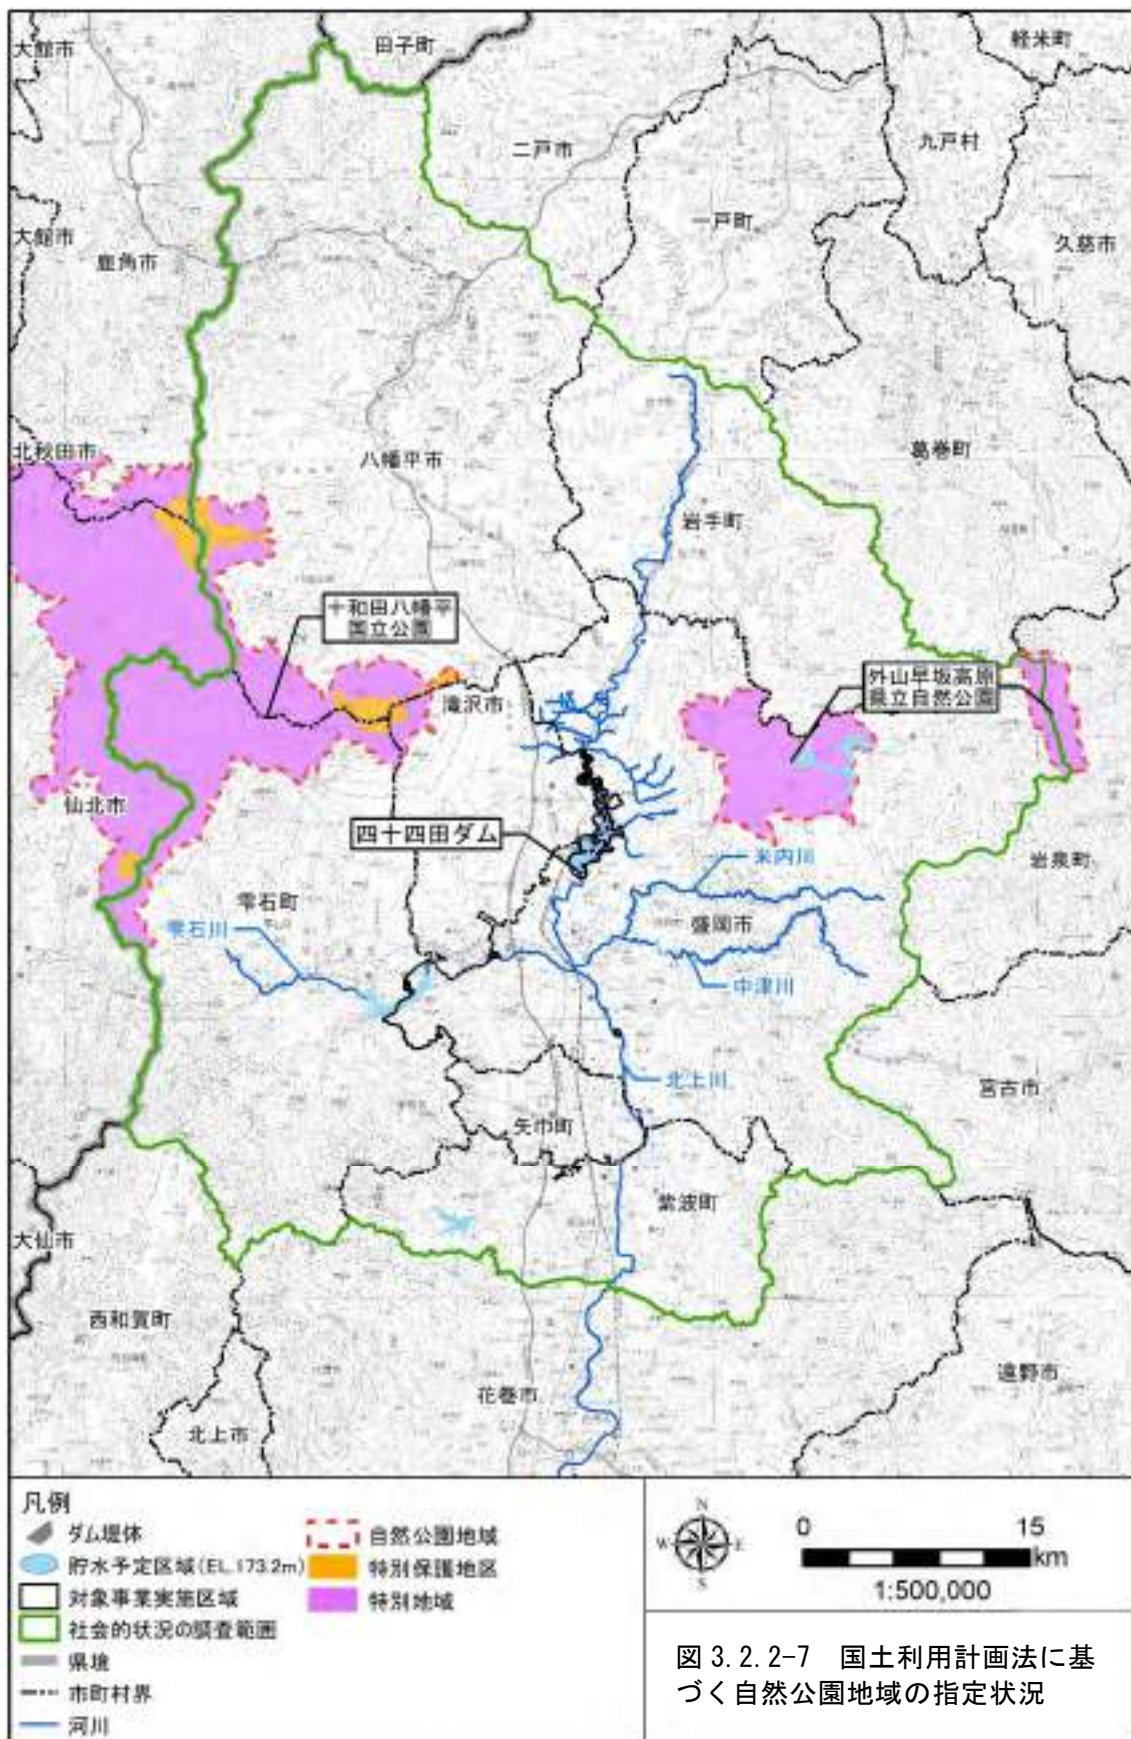 大館市
田子町
軽米町
二戸市
九戸村
一戸町
大館市
鹿角市
久慈市
北秋田市
八幡平市
葛巻町
岩手町
十和田八幡平
国立公園
外山早坂高原
県立自然公園
滝沢市
仙北市
四十四田ダム
米内川
岩泉町
雫石町
盛岡市
雫石川
中津川
北上川
宮古市
矢巾町
紫波町
大仙市
西和賀町
花巻市
遠野市
北上市
凡例
ダム堤体
貯水予定区域(EL.173.2m)
対象事業実施区域
社会的状況の調査範囲
県境
市町村界
河川
自然公園地域
特別保護地区
特別地域
N
W
E
S
0 15
km
1:500,000
図 3.2.2-7 国土利用計画法に基
づく自然公園地域の指定状況